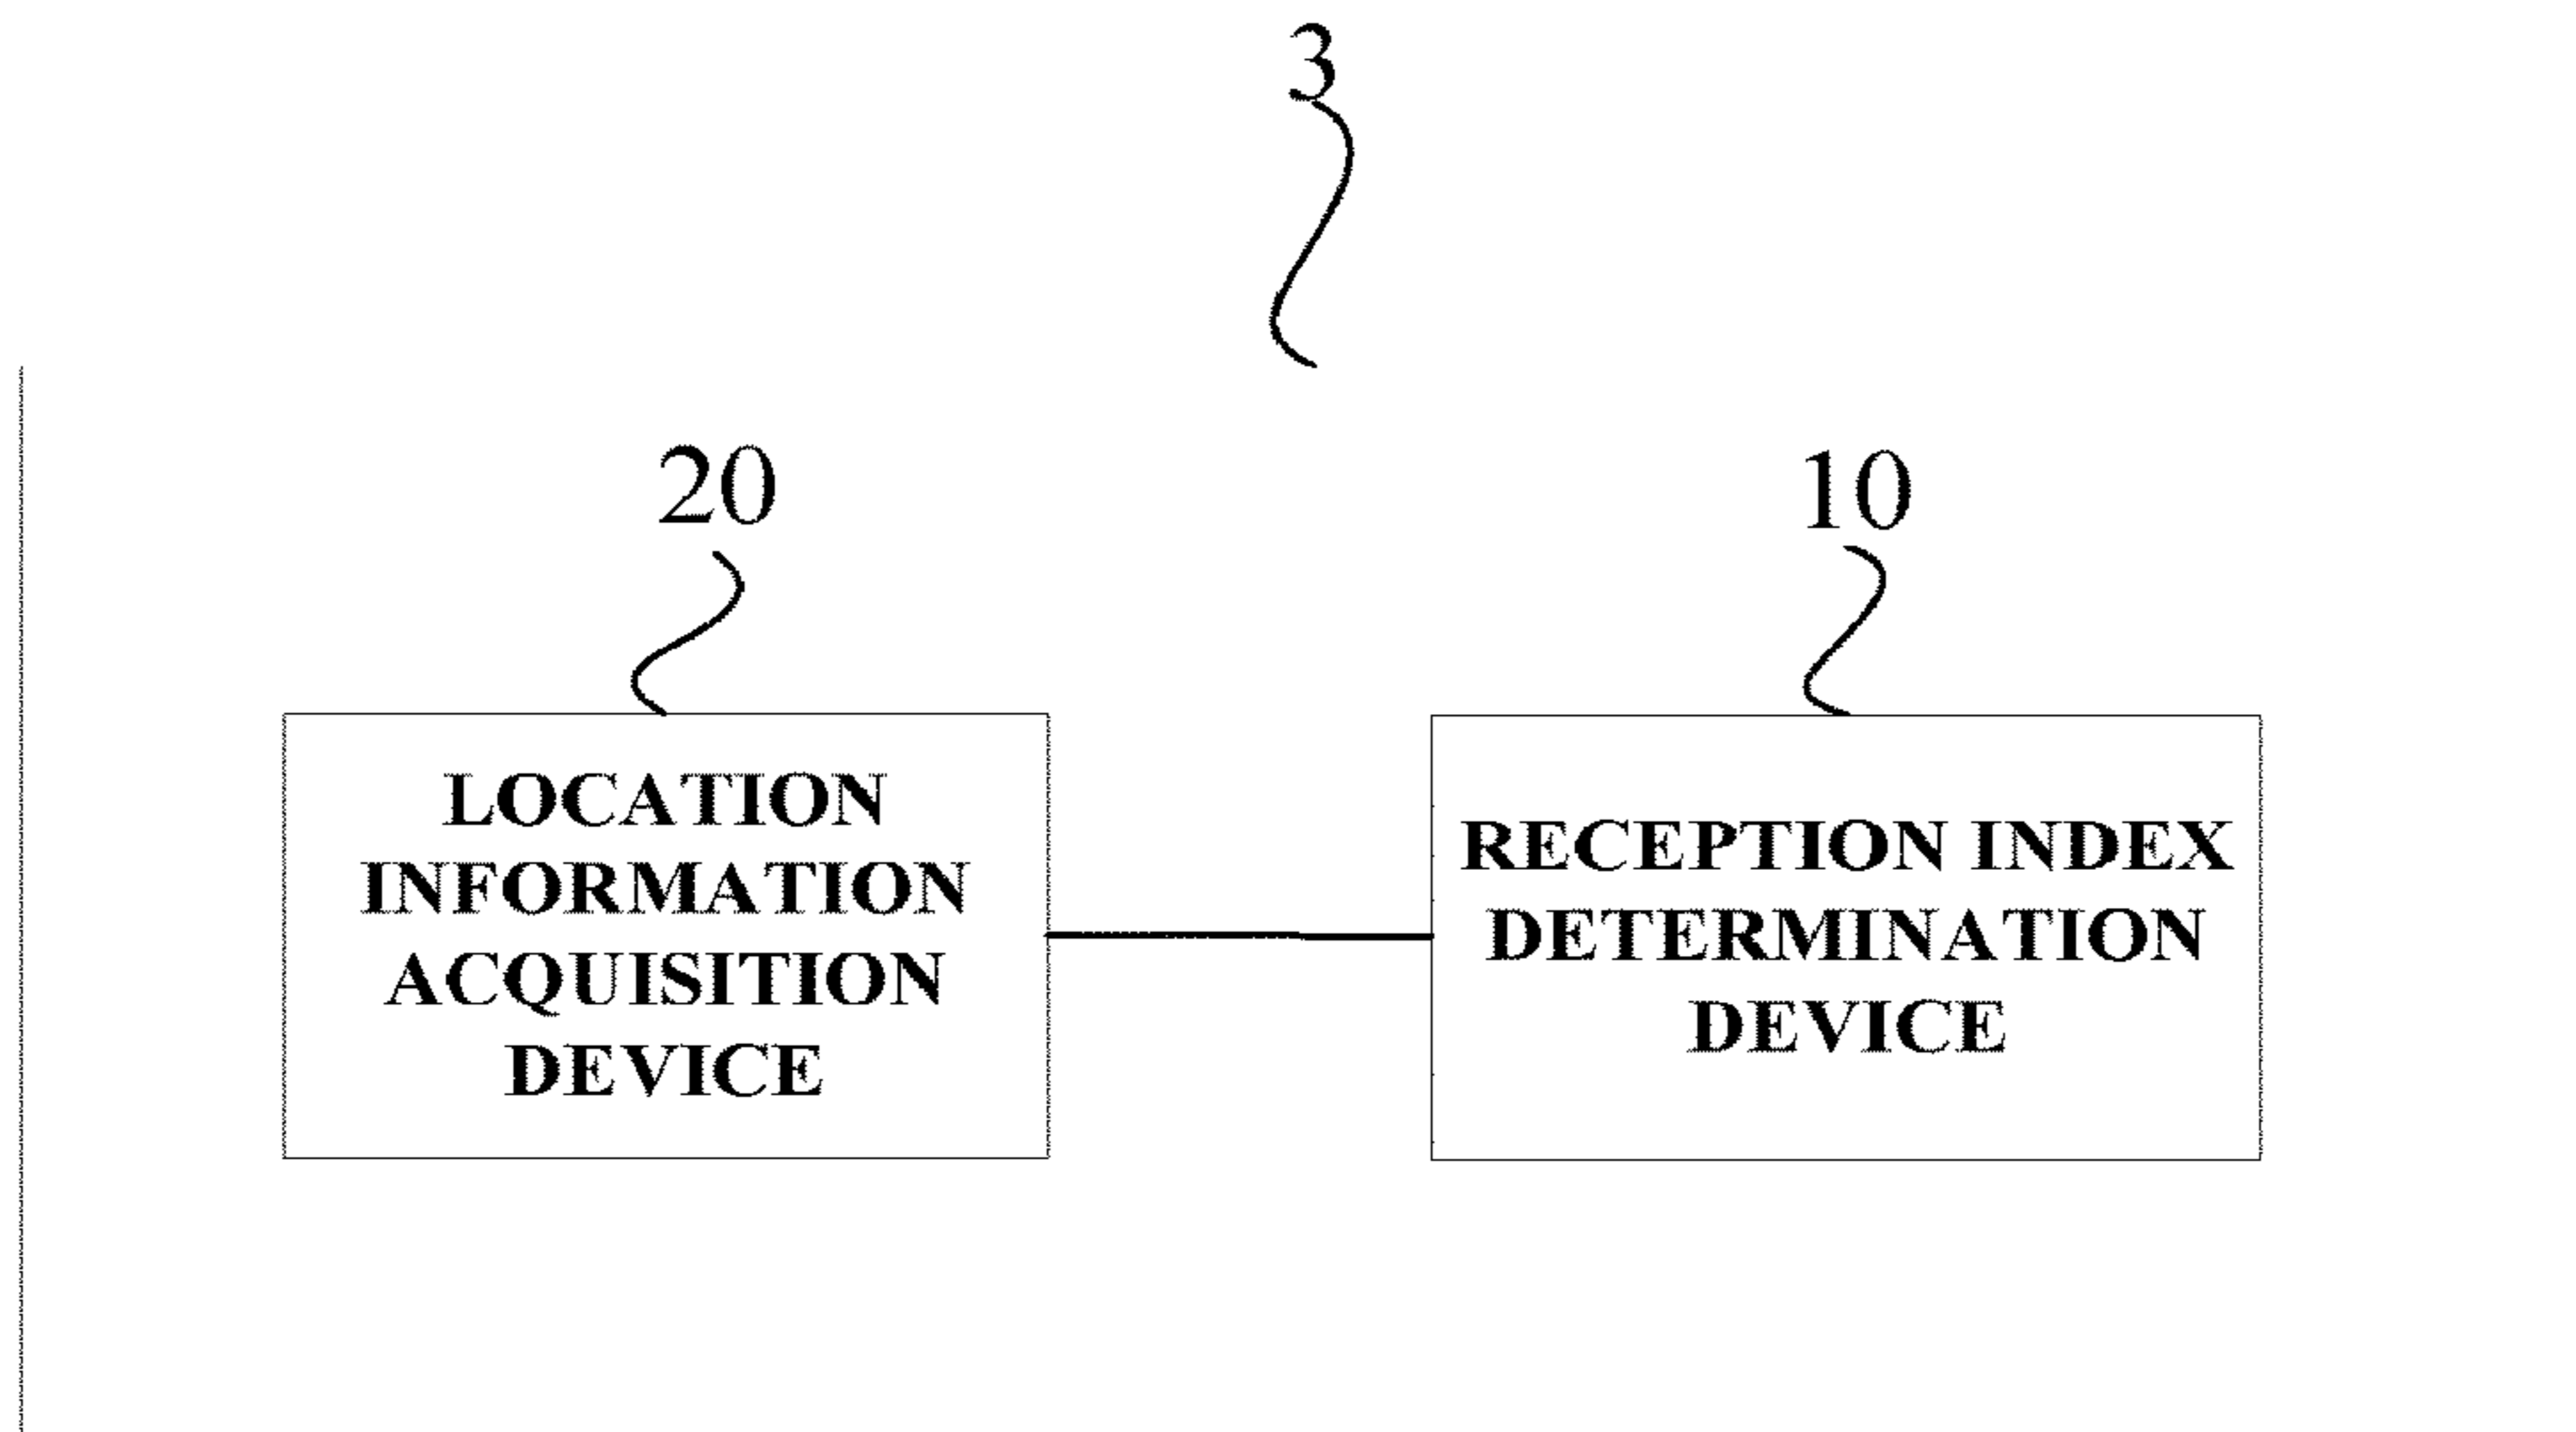 3
20
10
LOCATION
INFORMATION
ACQUISITION
DEVICE
RECEPTION INDEX
DETERMINATION
DEVICE